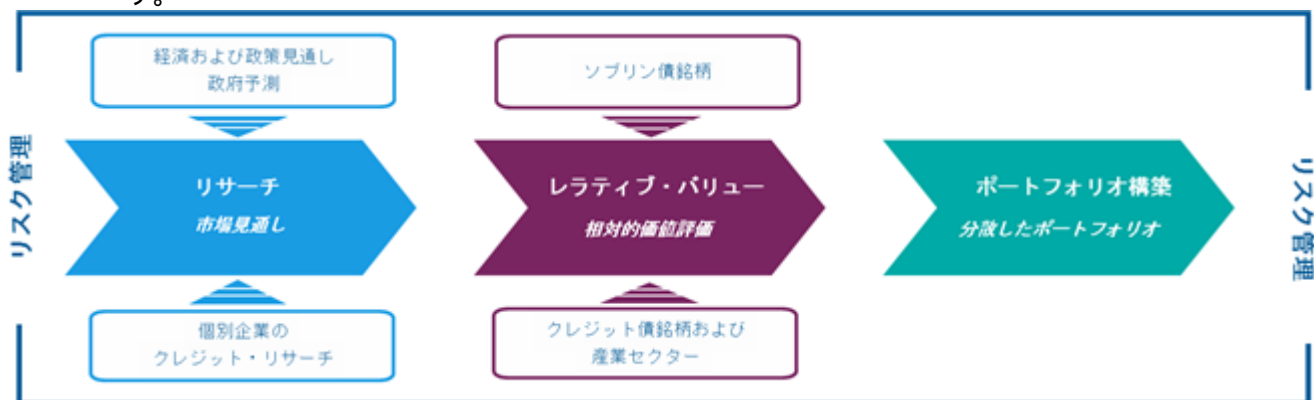 す。
経済および政策見通し
政府予測
ソブリン債銘柄
リスク管理
リサーチ
市場見通し
レラティブ・バリュー
相対的価値評価
ポートフォリオ構築
分散したポートフォリオ
リスク管理
個別企業の
クレジット・リサーチ
クレジット債銘柄および
産業セクター